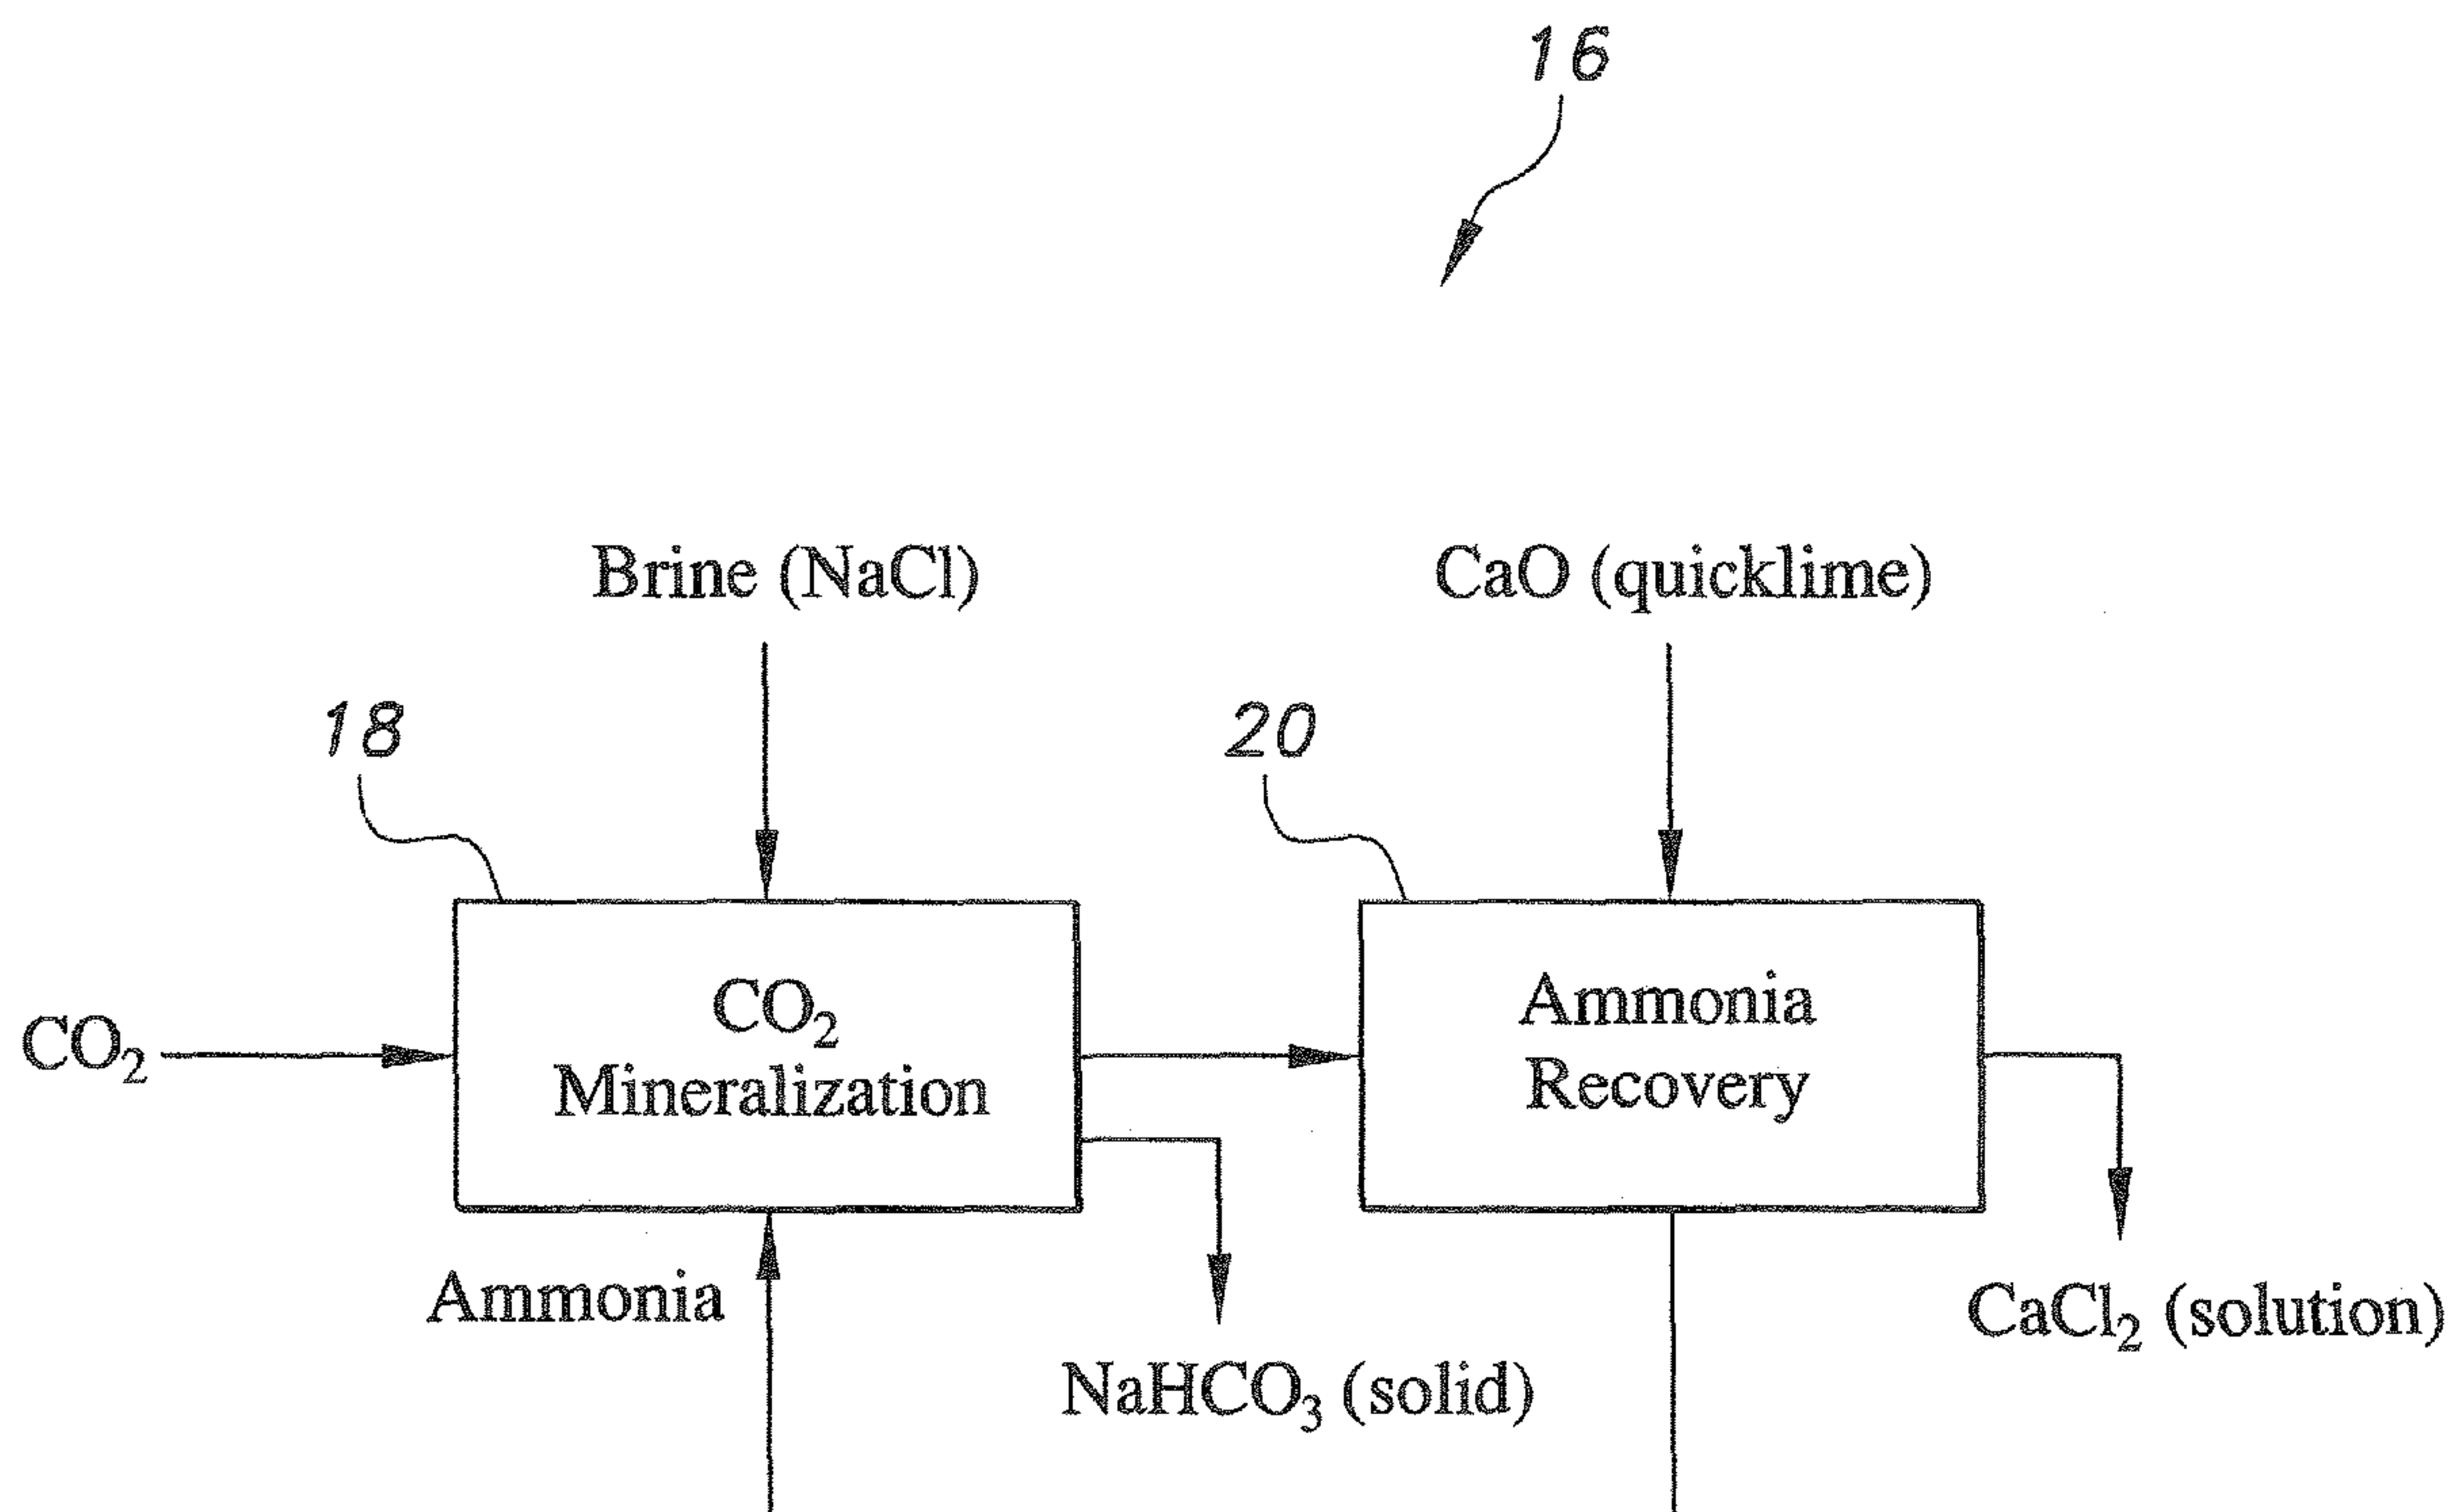 16
Brine (NaCl)
CaO (quicklime)
18
20
CO₂
CO₂
Mineralization
Ammonia
Recovery
Ammonia
NaHCO₃ (solid)
CaCl₂ (solution)